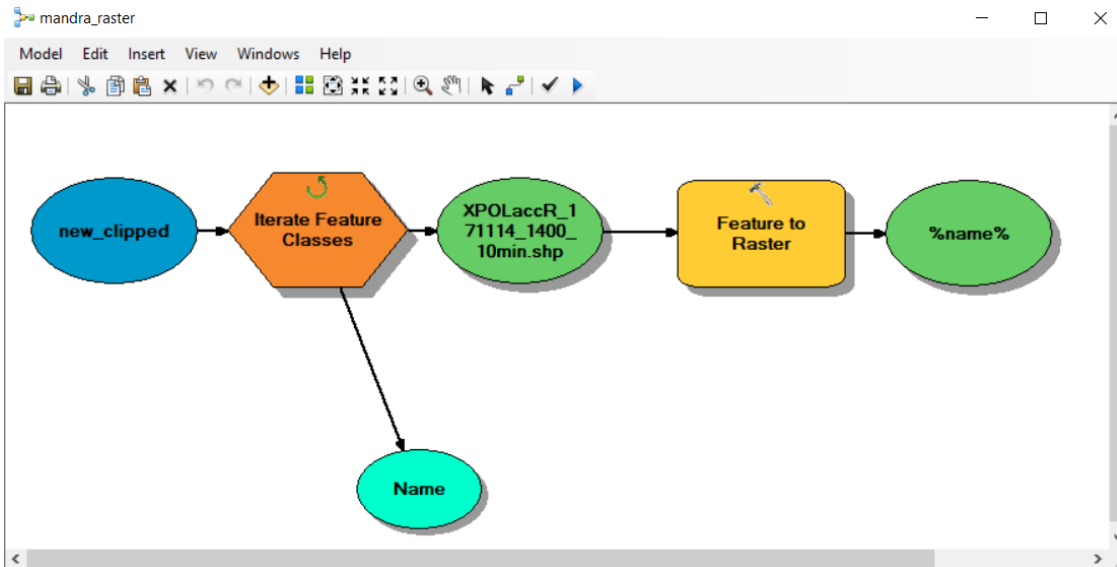 mandra_raster
Model Edit Insert View Windows Help
new_clipped
Iterate Feature
Classes
XPOLaccR_1
71114_1400_
10min.shp
Feature to
Raster
%name%
Name